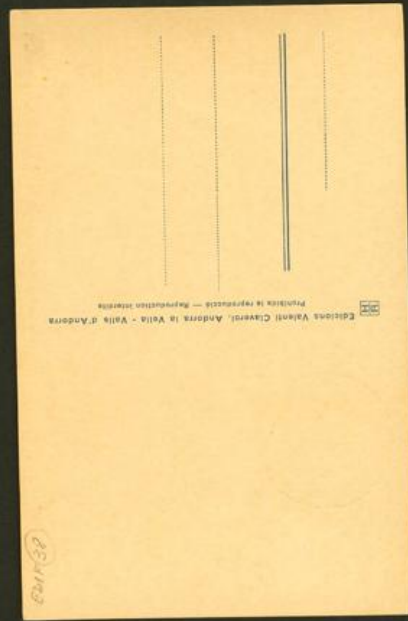 Edicions Valentí Claverol. Andorra la Vella - Valls d'Andorra
Prohibida la reproducció — Reproduction interdite